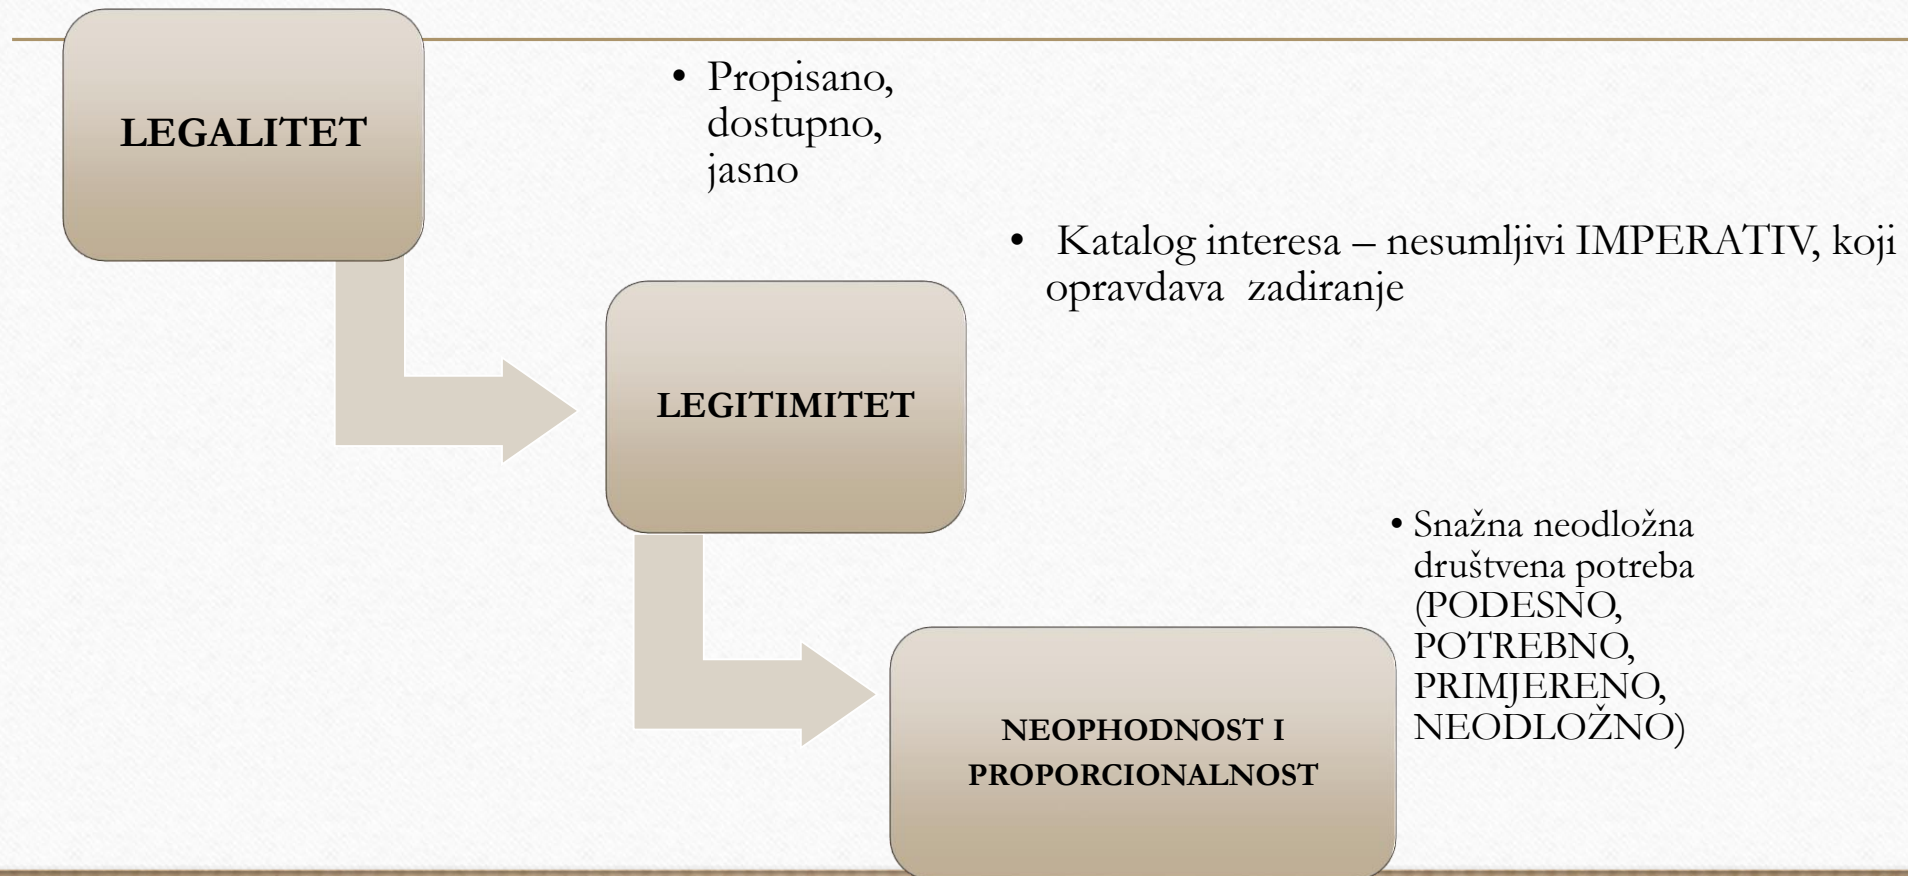 LEGALITET
• Propisano,
dostupno,
jasno
• Katalog interesa – nesumljivi IMPERATIV, koji
opravdava zadiranje
LEGITIMITET
• Snažna neodložna
društvena potreba
(PODESNO,
POTREBNO,
PRIMJERENO,
NEODLOŽNO)
NEOPHODNOST I
PROPORCIONALNOST